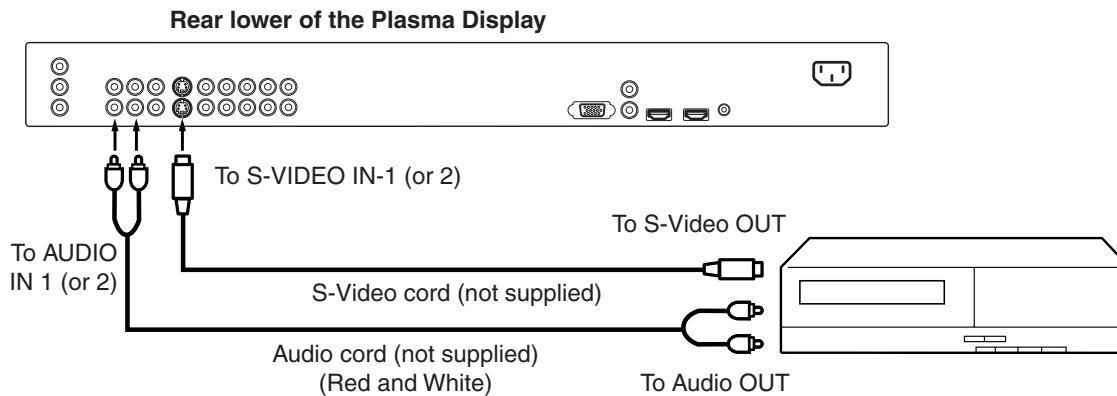 Rear lower of the Plasma Display
To S-VIDEO IN-1 (or 2)
To S-Video OUT
To AUDIO
IN 1 (or 2)
S-Video cord (not supplied)
Audio cord (not supplied)
(Red and White)
To Audio OUT